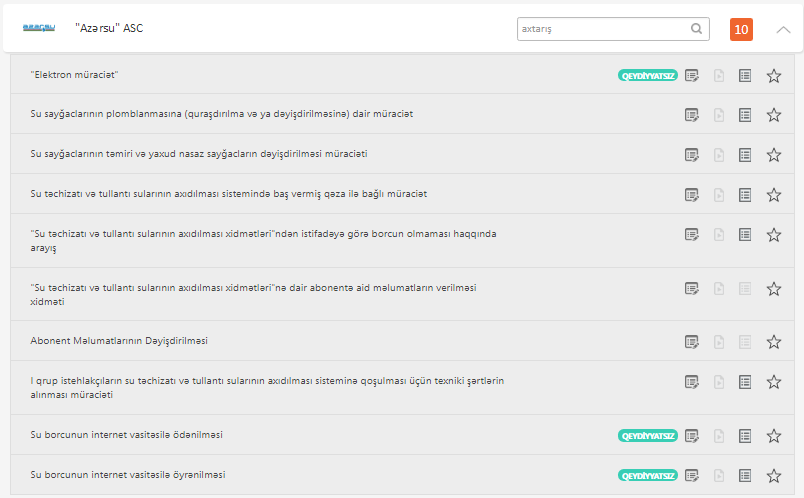 AZƏRSU
"Azərsu" ASC
axtarış
10
"Elektron müraciət"
QEYDİYYATSIZ
Su sayğaclarının plomblanmasına (quraşdırılma və ya dəyişdirilməsinə) dair müraciət
Su sayğaclarının təmiri və yaxud nasaz sayğacların dəyişdirilməsi müraciəti
Su təchizatı və tullantı sularının axıdılması sistemində baş vermiş qəza ilə bağlı müraciət
"Su təchizatı və tullantı sularının axıdılması xidmətləri"ndən istifadəyə görə borcun olmaması haqqında
arayış
"Su təchizatı və tullantı sularının axıdılması xidmətləri"nə dair abonentə aid məlumatların verilməsi
xidməti
Abonent Məlumatlarının Dəyişdirilməsi
I qrup istehlakçıların su təchizatı və tullantı sularının axıdılması sisteminə qoşulması üçün texniki şərtlərin
alınması müraciəti
Su borcunun internet vasitəsilə ödənilməsi
QEYDİYYATSIZ
Su borcunun internet vasitəsilə öyrənilməsi
QEYDİYYATSIZ